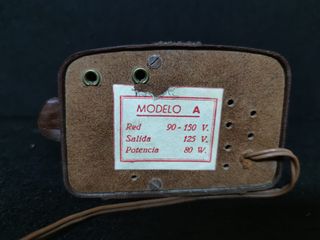 MODELO A
Red 90-150 V.
Salida 125 V.
Potencia 80 W.